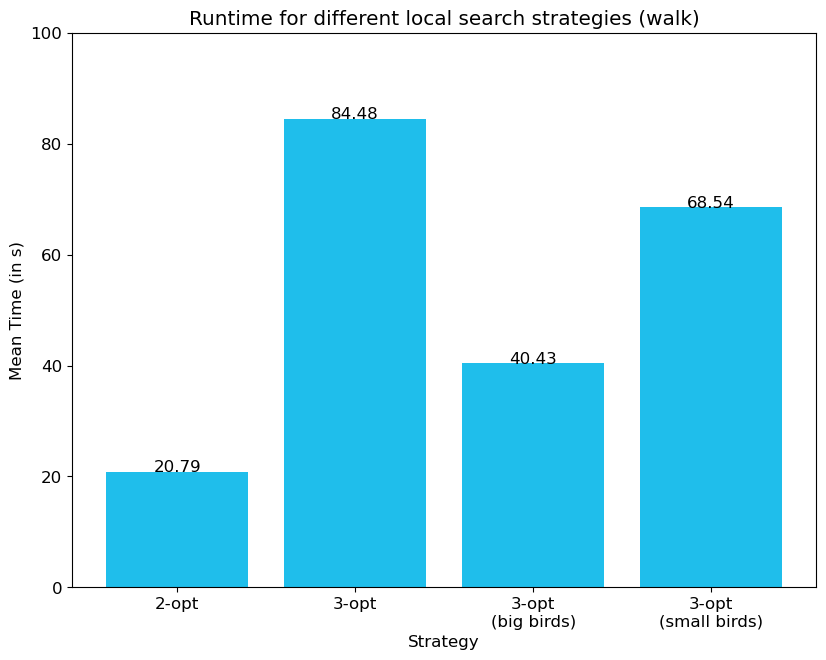 Runtime for different local search strategies (walk)
100
80
60
40
20
0
Mean Time (in s)
20.79
84.48
40.43
68.54
2-opt
3-opt
3-opt
(big birds)
3-opt
(small birds)
Strategy